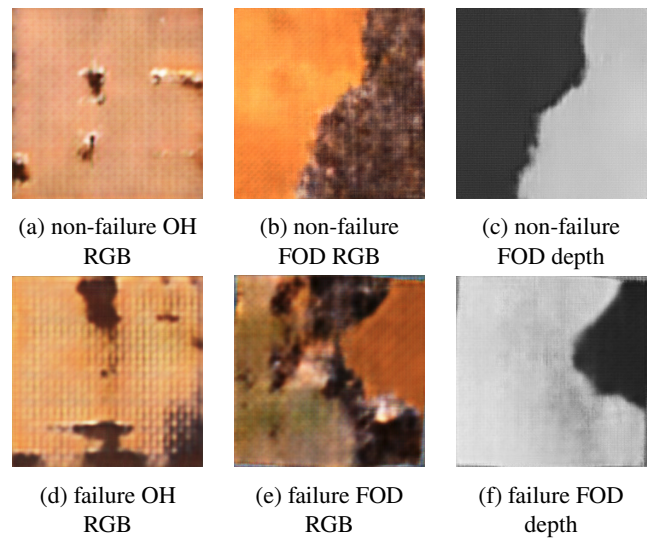 (a) non-failure OH
RGB
(b) non-failure
FOD RGB
(c) non-failure
FOD depth
(d) failure OH
RGB
(e) failure FOD
RGB
(f) failure FOD
depth